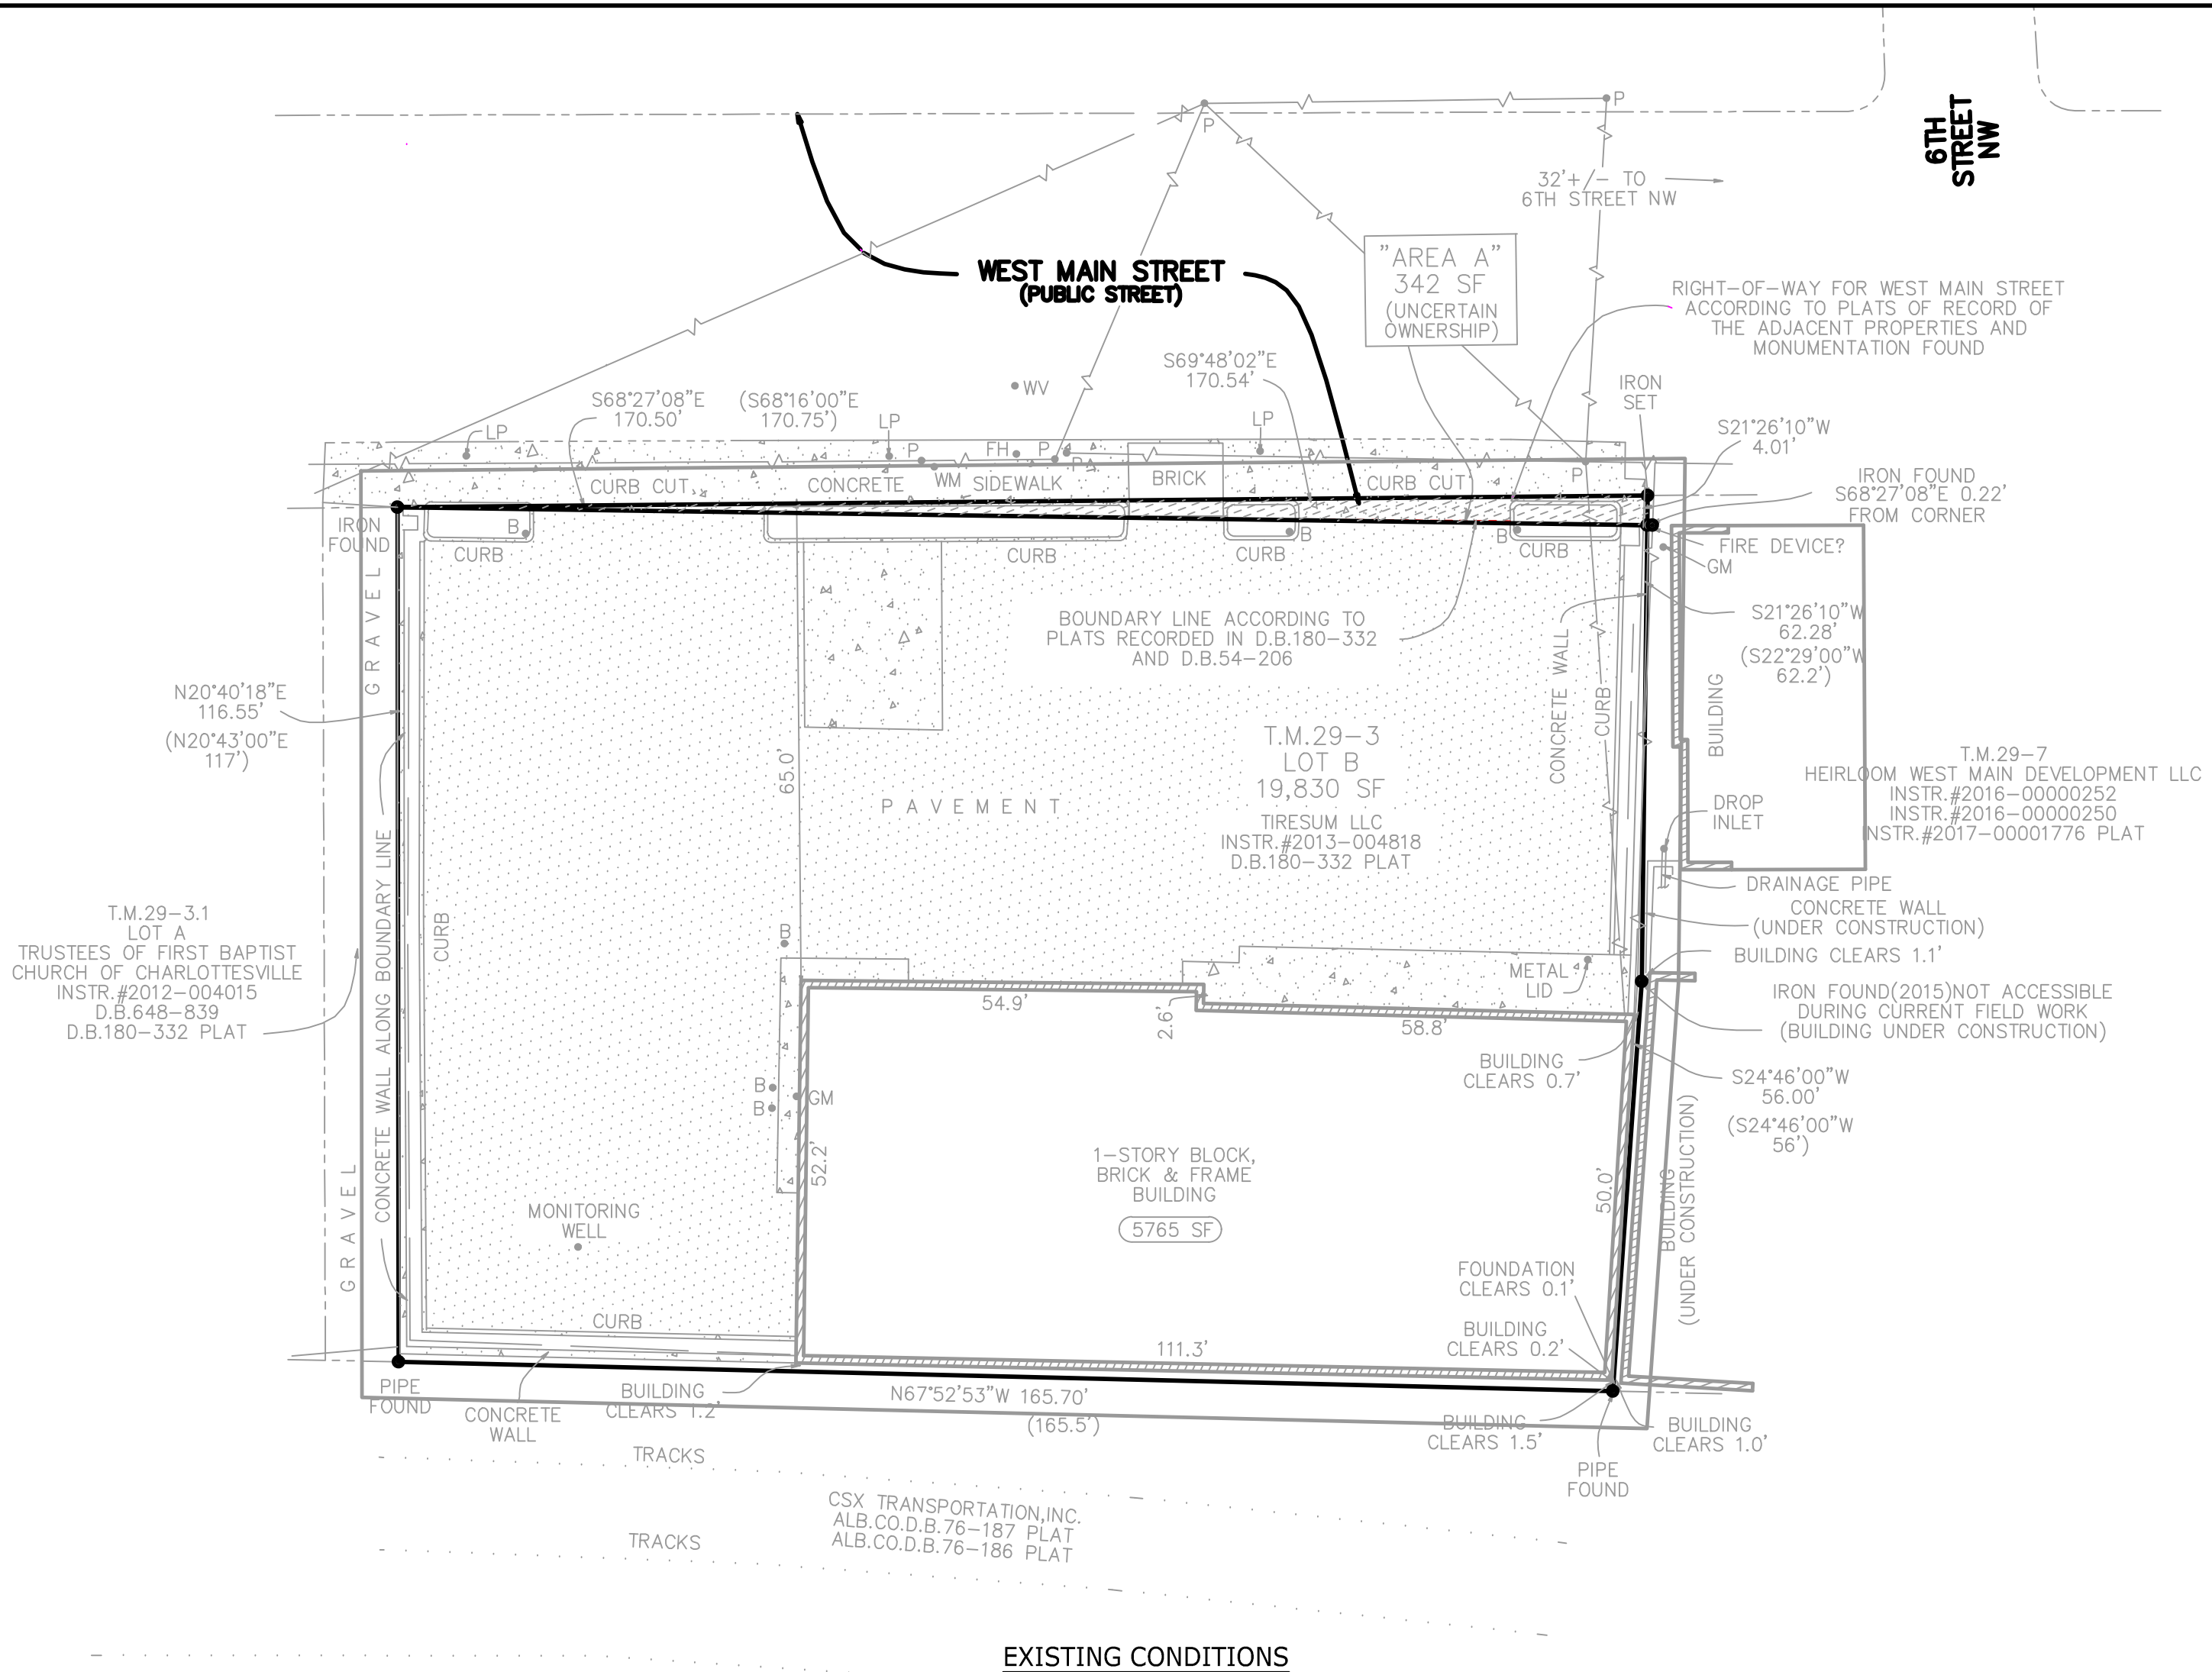 6TH
STREET
NW
P
P
32'+/- TO
6TH STREET NW
WEST MAIN STREET
(PUBLIC STREET)
"AREA A"
342 SF
(UNCERTAIN
OWNERSHIP)
RIGHT-OF-WAY FOR WEST MAIN STREET
ACCORDING TO PLATS OF RECORD OF
THE ADJACENT PROPERTIES AND
MONUMENTATION FOUND
S69°48'02"E
170.54'
WV
IRON
SET
S68°27'08"E
170.50'
(S68°16'00"E
170.75')
LP
LP
LP
S21°26'10"W
4.01'
P
FH
P
P
P
WM
CURB CUT
CONCRETE
SIDEWALK
BRICK
CURB CUT
IRON FOUND
S68°27'08"E 0.22'
FROM CORNER
IRON
FOUND
B
CURB
CURB
B
CURB
B
CURB
FIRE DEVICE?
GM
GRAVEL
BOUNDARY LINE ACCORDING TO
PLATS RECORDED IN D.B.180-332
AND D.B.54-206
CONCRETE WALL
CURB
BUILDING
S21°26'10"W
62.28'
(S22°29'00"W
62.2')
N20°40'18"E
116.55'
(N20°43'00"E
117')
65.0'
PAVEMENT
T.M.29-3
LOT B
19,830 SF
TIRESUM LLC
INSTR.#2013-004818
D.B.180-332 PLAT
T.M.29-7
HEIRLOOM WEST MAIN DEVELOPMENT LLC
INSTR.#2016-00000252
INSTR.#2016-00000250
INSTR.#2017-00001776 PLAT
DROP
INLET
DRAINAGE PIPE
CONCRETE WALL
(UNDER CONSTRUCTION)
BUILDING CLEARS 1.1'
IRON FOUND(2015)NOT ACCESSIBLE
DURING CURRENT FIELD WORK
(BUILDING UNDER CONSTRUCTION)
T.M.29-3.1
LOT A
TRUSTEES OF FIRST BAPTIST
CHURCH OF CHARLOTTESVILLE
INSTR.#2012-004015
D.B.648-839
D.B.180-332 PLAT
CONCRETE WALL ALONG BOUNDARY LINE
CURB
B
METAL
LID
54.9'
2.6'
58.8'
BUILDING
CLEARS 0.7'
S24°46'00"W
56.00'
(S24°46'00"W
56')
B
B
GM
52.2'
1-STORY BLOCK,
BRICK & FRAME
BUILDING
5765 SF
50.0'
BUILDING
(UNDER CONSTRUCTION)
GRAVEL
MONITORING
WELL
FOUNDATION
CLEARS 0.1'
BUILDING
CLEARS 0.2'
CURB
111.3'
PIPE
FOUND
CONCRETE
WALL
BUILDING
CLEARS 1.2'
N67°52'53"W 165.70'
(165.5')
BUILDING
CLEARS 1.5'
BUILDING
CLEARS 1.0'
PIPE
FOUND
TRACKS
CSX TRANSPORTATION,INC.
ALB.CO.D.B.76-187 PLAT
ALB.CO.D.B.76-186 PLAT
TRACKS
EXISTING CONDITIONS